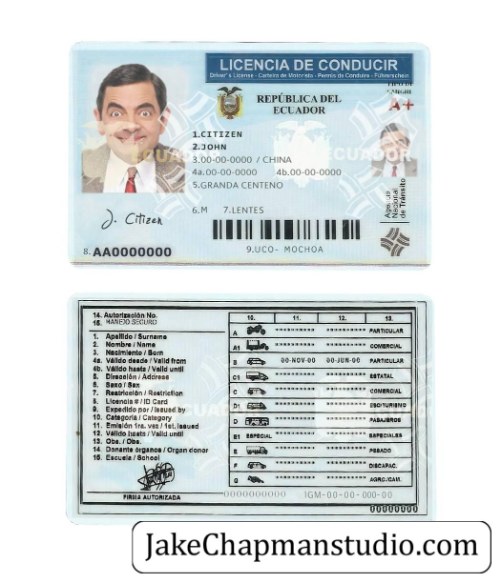 LICENCIA DE CONDUCIR
Driver's License - Carteira de Motorista - Permis de Conduire - Führerschein
REPÚBLICA DEL
ECUADOR
TIPO DE
SANGRE
A+
1.CITIZEN
2.JOHN
3.00-00-0000 / CHINA
4a.00-00-0000 4b.00-00-0000
5.GRANDA CENTENO
6.M 7.LENTES
ECUADOR
J. Citizen
8. AA0000000
9.UCO- MOCHOA
Agencia
Nacional
de Tránsito
14. Autorización No.
15. MANEJO SEGURO
1. Apellido / Surname
2. Nombre / Name
3. Nacimiento / Born
4a. Válido desde / Valid from
4b. Válido hasta / Valid until
5. Dirección / Address
6. Sexo / Sex
7. Restricción / Restriction
8. Licencia # / ID Card
9. Expedido por / Issued by
10. Categoría / Category
11. Emisión 1ra. vez / 1st. Issued
12. Válido hasta / Valid until
13. Obs. / Obs.
14. Donante órganos / Organ donor
15. Escuela / School
FIRMA AUTORIZADA
10. 11. 12. 13.
A ********** ********** PARTICULAR
A1 ********** ********** COMERCIAL
B 00-NOV-00 00-JUN-00 PARTICULAR
C1 ********** ********** ESTATAL
C ********** ********** COMERCIAL
D1 ********** ********** ESC/TURISMO
D ********** ********** PASAJEROS
E1 ESPECIAL ********** ********** ESPECIALES
E ********** ********** PESADO
F ********** ********** DISCAPAC.
G ********** ********** AGRO./CAM.
0000000000 IGM-00-00-000-00
00000000
JakeChapmanstudio.com